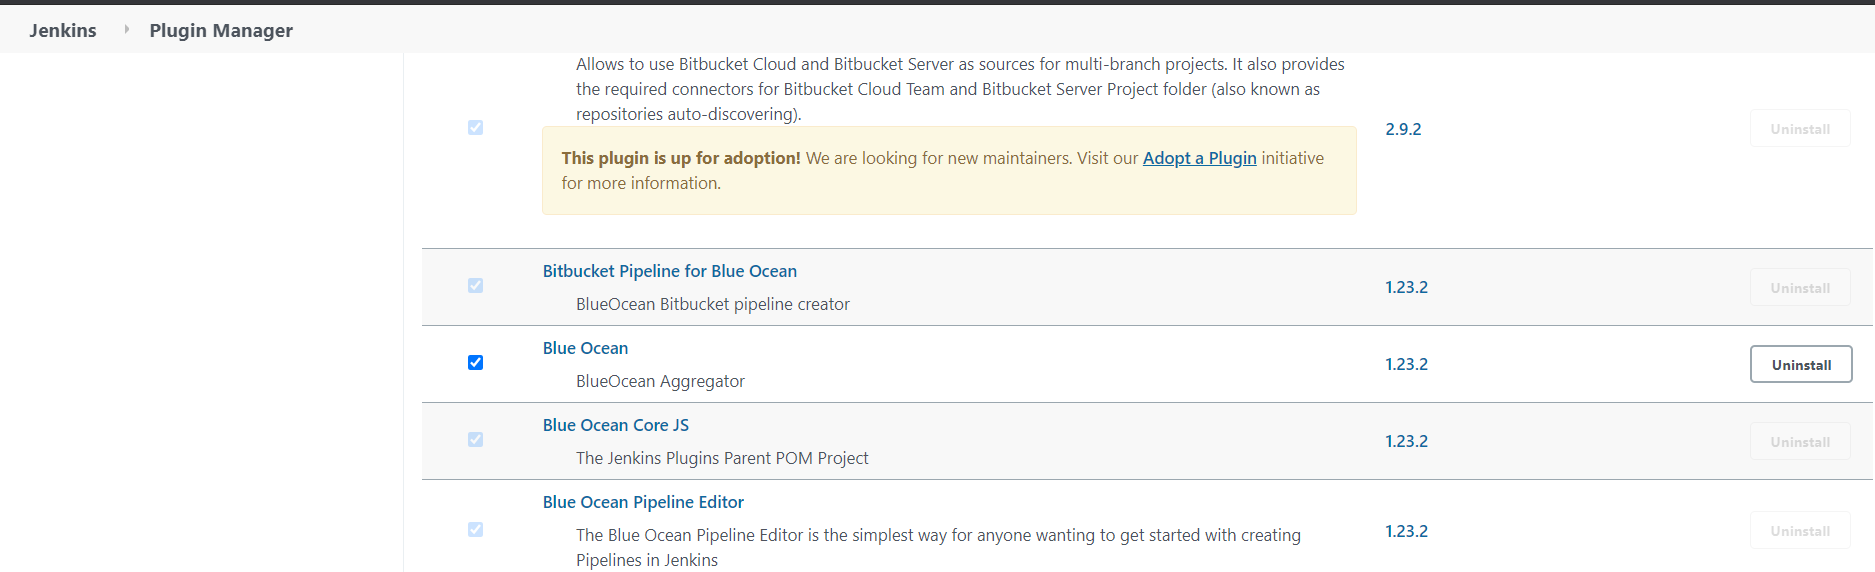 Jenkins Plugin Manager
Allows to use Bitbucket Cloud and Bitbucket Server as sources for multi-branch projects. It also provides
the required connectors for Bitbucket Cloud Team and Bitbucket Server Project folder (also known as
repositories auto-discovering).
2.9.2
Uninstall
This plugin is up for adoption! We are looking for new maintainers. Visit our Adopt a Plugin initiative
for more information.
Bitbucket Pipeline for Blue Ocean
BlueOcean Bitbucket pipeline creator
1.23.2
Uninstall
Blue Ocean
BlueOcean Aggregator
1.23.2
Uninstall
Blue Ocean Core JS
The Jenkins Plugins Parent POM Project
1.23.2
Uninstall
Blue Ocean Pipeline Editor
The Blue Ocean Pipeline Editor is the simplest way for anyone wanting to get started with creating
Pipelines in Jenkins
1.23.2
Uninstall